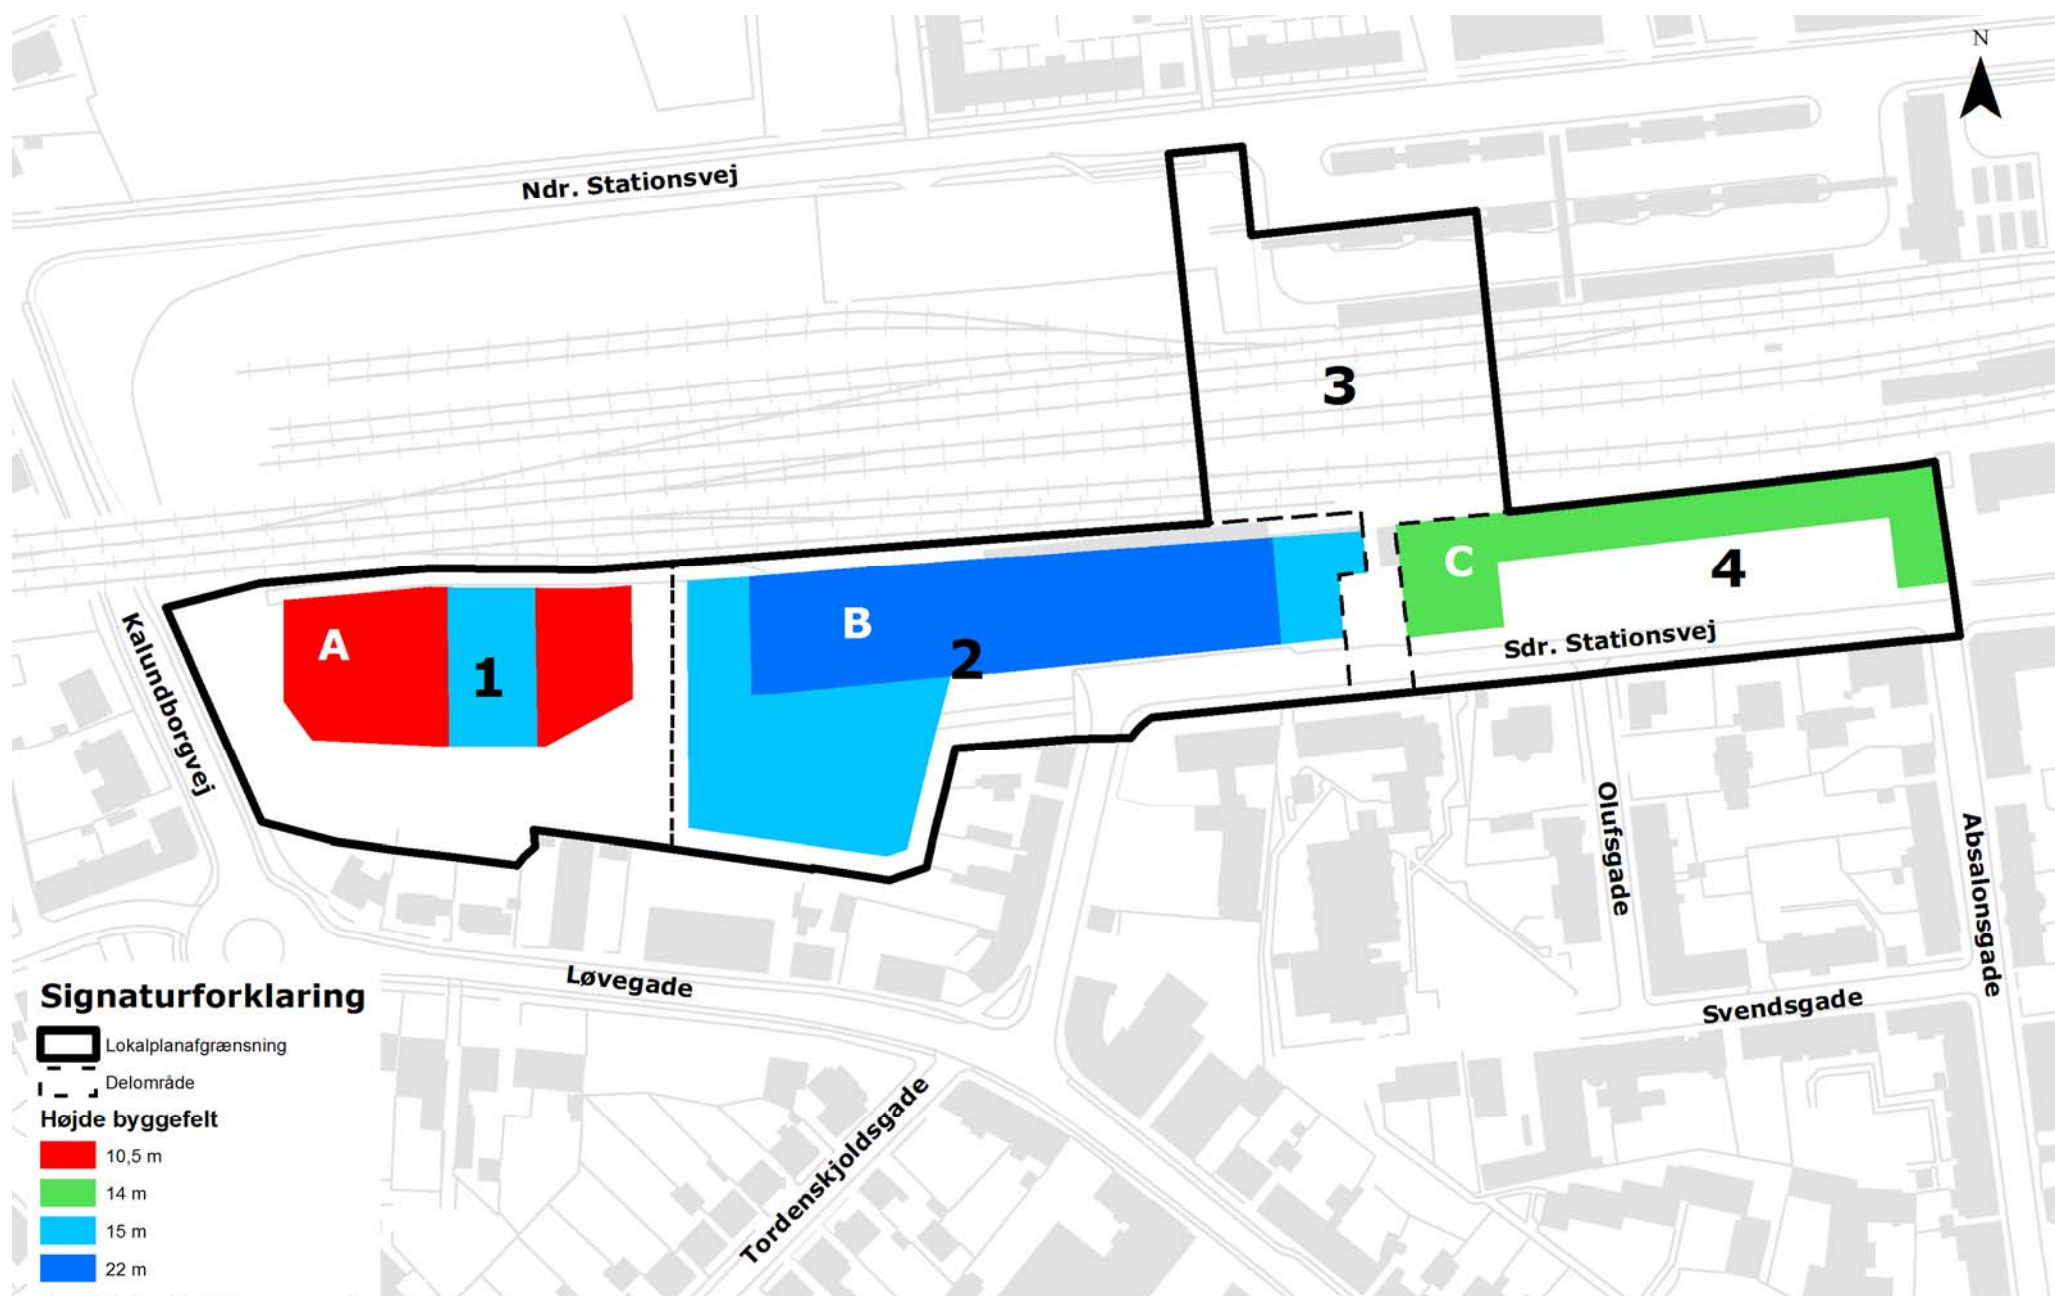 N
Ndr. Stationsvej
3
A
1
B
2
C
4
Sdr. Stationsvej
Kalundborgvej
Olufsgade
Absalonsgade
Løvegade
Svendsgade
Tordenskjoldsgade
Signaturforklaring
Lokalplanafgrænsning
Delområde
Højde byggefelt
10,5 m
14 m
15 m
22 m